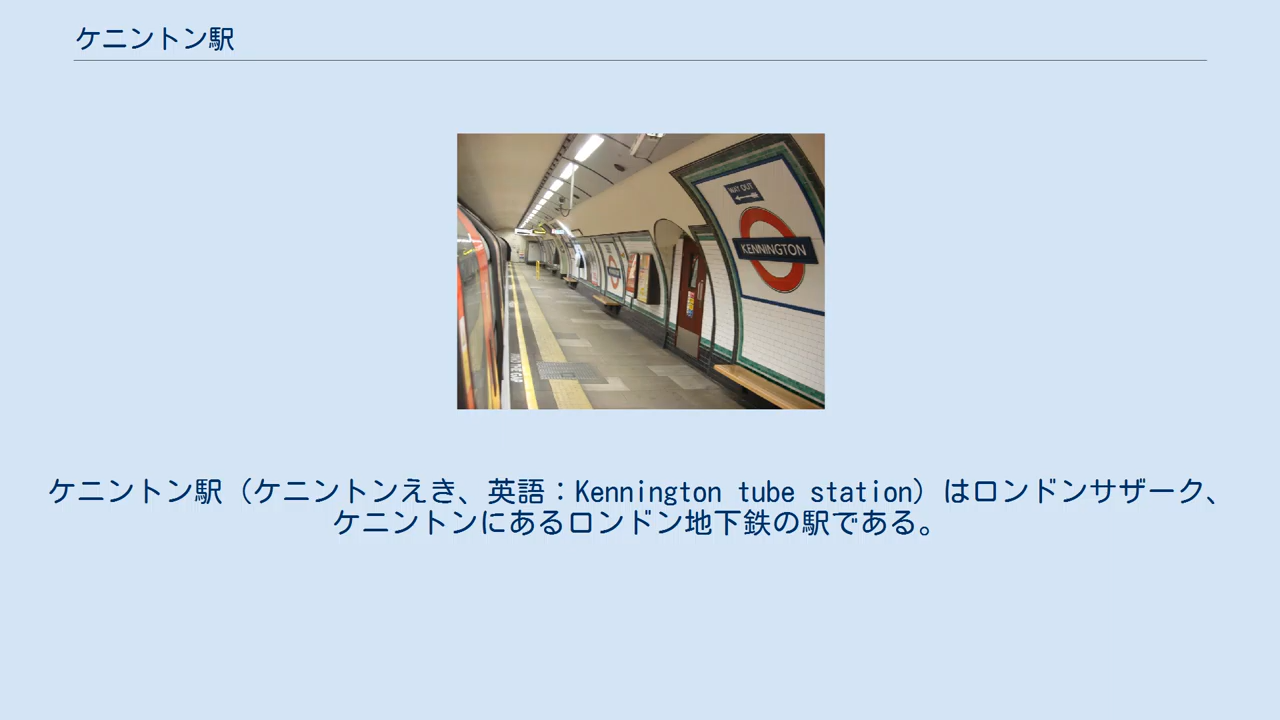 ケニントン駅
WAY OUT
KENNINGTON
ケニントン駅（ケニントンえき、英語：Kennington tube station）はロンドンサザーク、
ケニントンにあるロンドン地下鉄の駅である。